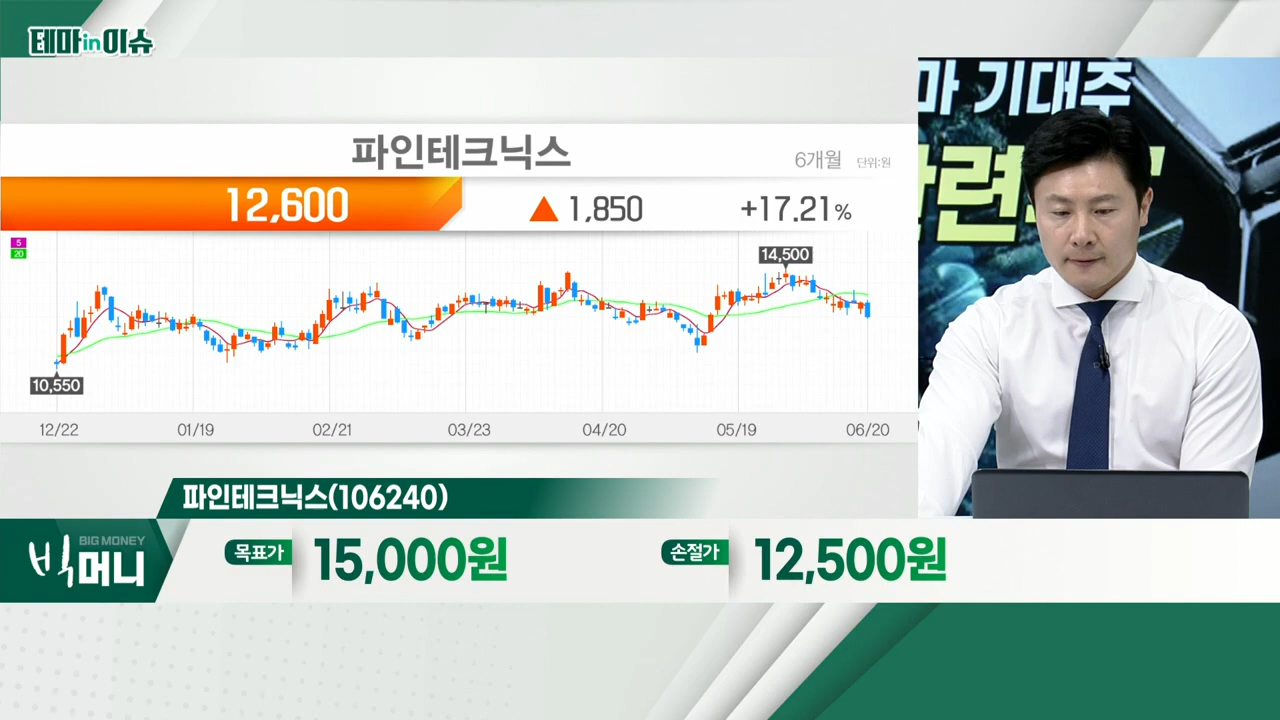 테마in이슈
마 기대주
파인테크닉스
6개월 단위:원
12,600 ▲ 1,850 +17.21%
5
20
14,500
10,550
12/22 01/19 02/21 03/23 04/20 05/19 06/20
파인테크닉스(106240)
BIG MONEY
빅머니
목표가 15,000원 손절가 12,500원